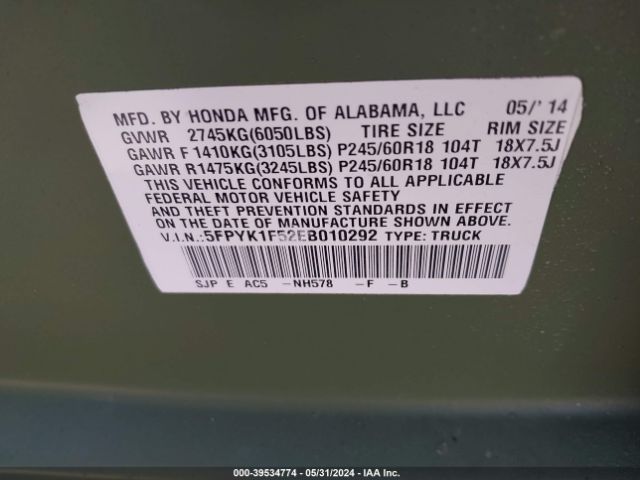 MFD. BY HONDA MFG. OF ALABAMA, LLC 05/'14
GVWR 2745KG(6050LBS) TIRE SIZE RIM SIZE
GAWR F 1410KG(3105LBS) P245/60R18 104T 18X7.5J
GAWR R1475KG(3245LBS) P245/60R18 104T 18X7.5J
THIS VEHICLE CONFORMS TO ALL APPLICABLE
FEDERAL MOTOR VEHICLE SAFETY
AND THEFT PREVENTION STANDARDS IN EFFECT
ON THE DATE OF MANUFACTURE SHOWN ABOVE.
V.I.N.:5FPYK1F52EB010292 TYPE: TRUCK
SJP E AC5 -NH578 -F -B
000-39534774 - 05/31/2024 - IAA Inc.